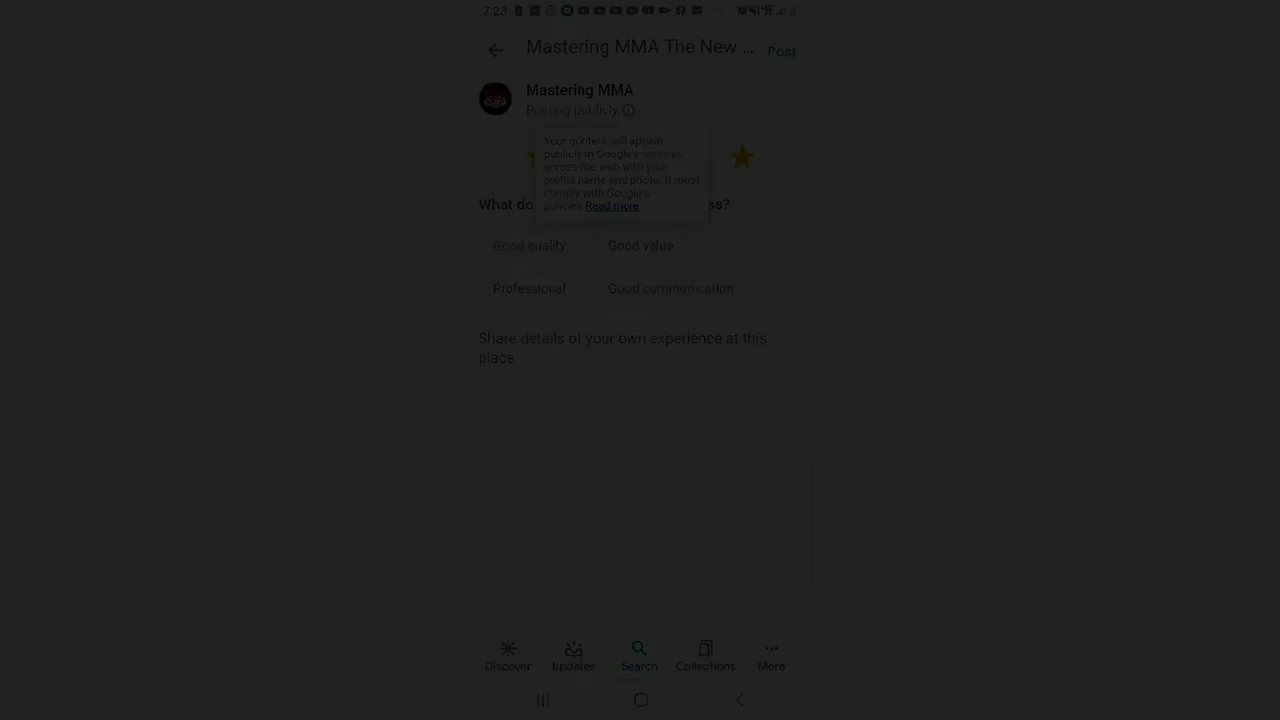 7:23
Mastering MMA The New ...
Post
Mastering MMA
Posting publicly
Your content will appear
publicly in Google's services
across the web with your
profile name and photo. It must
comply with Google's
policies Read more
What do
ss?
Good quality
Good value
Professional
Good communication
Share details of your own experience at this
place
Discover
Updates
Search
Collections
More